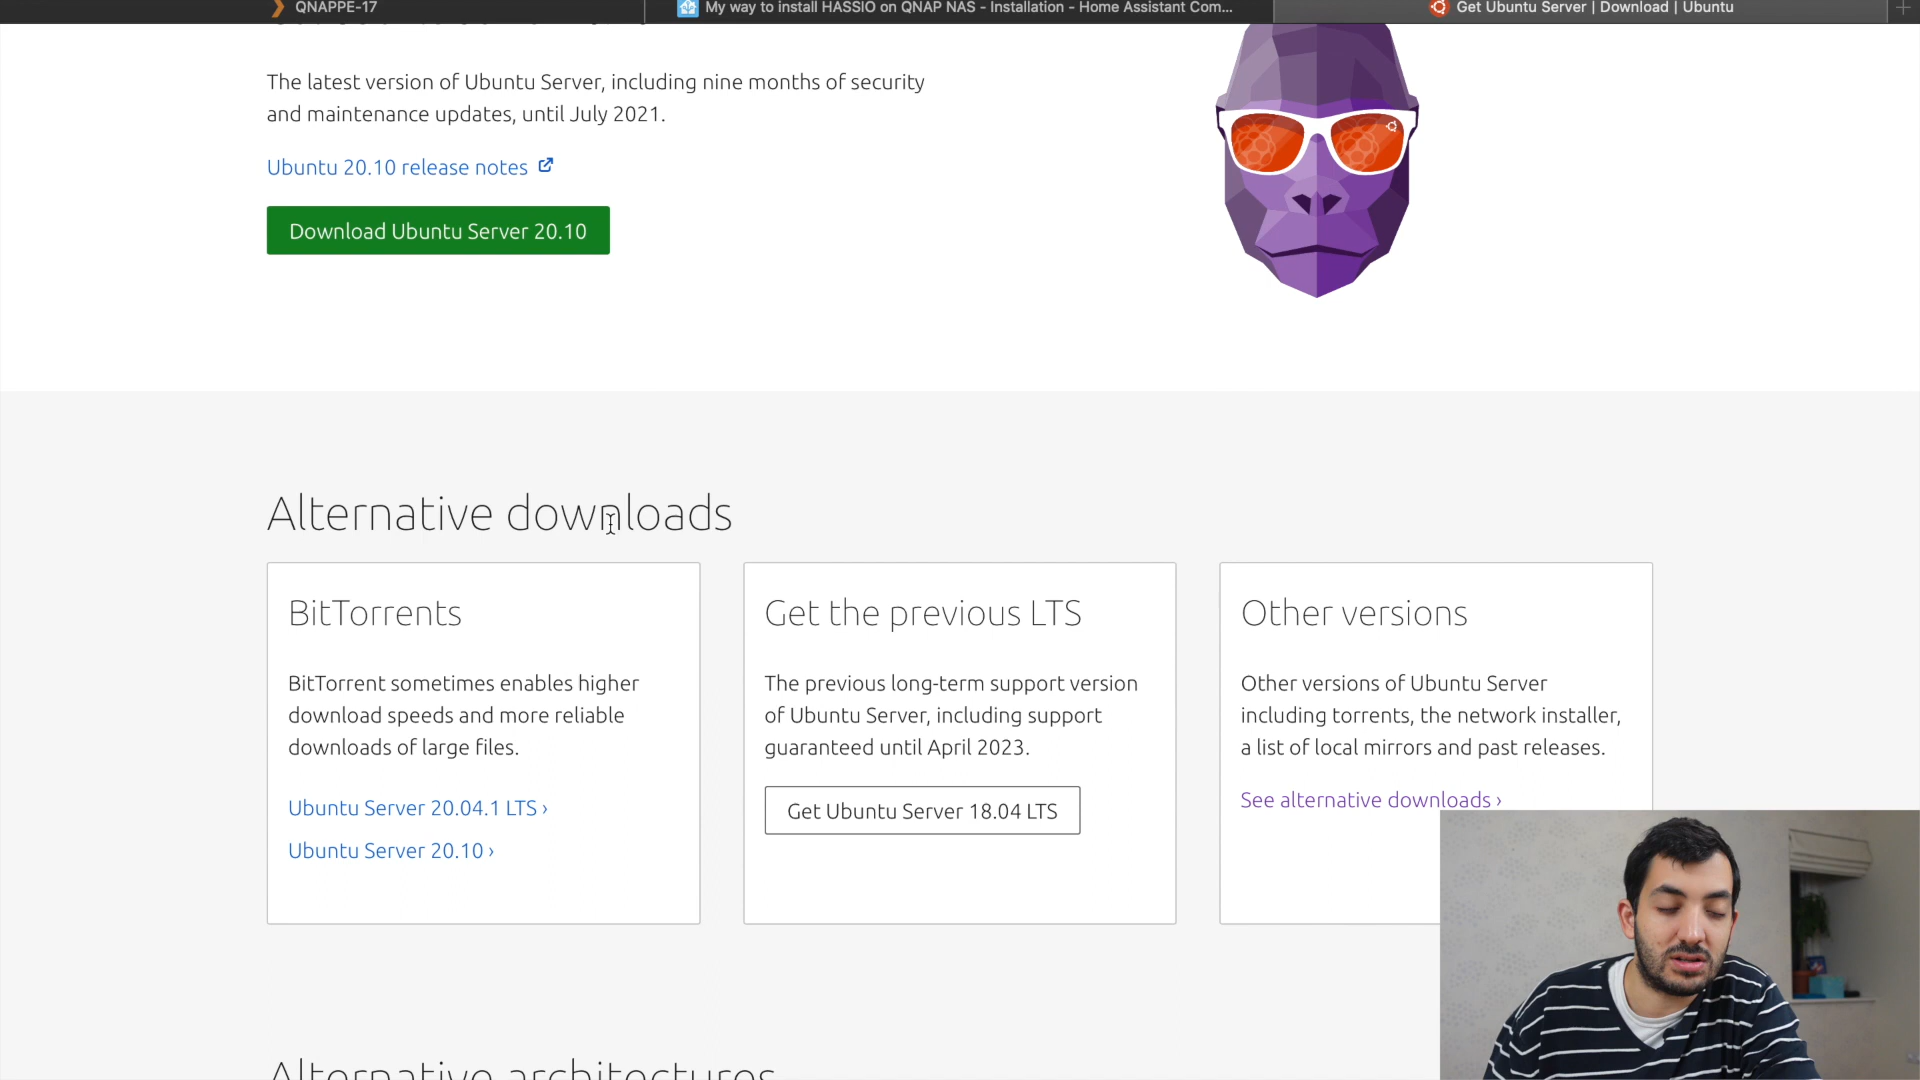 QNAPPE-17
My way to install HASSIO on QNAP NAS - Installation - Home Assistant Com...
Get Ubuntu Server | Download | Ubuntu
The latest version of Ubuntu Server, including nine months of security
and maintenance updates, until July 2021.
Ubuntu 20.10 release notes
Download Ubuntu Server 20.10
Alternative downloads
BitTorrents
BitTorrent sometimes enables higher
download speeds and more reliable
downloads of large files.
Ubuntu Server 20.04.1 LTS ›
Ubuntu Server 20.10 ›
Get the previous LTS
The previous long-term support version
of Ubuntu Server, including support
guaranteed until April 2023.
Get Ubuntu Server 18.04 LTS
Other versions
Other versions of Ubuntu Server
including torrents, the network installer,
a list of local mirrors and past releases.
See alternative downloads ›
Alternative architectures